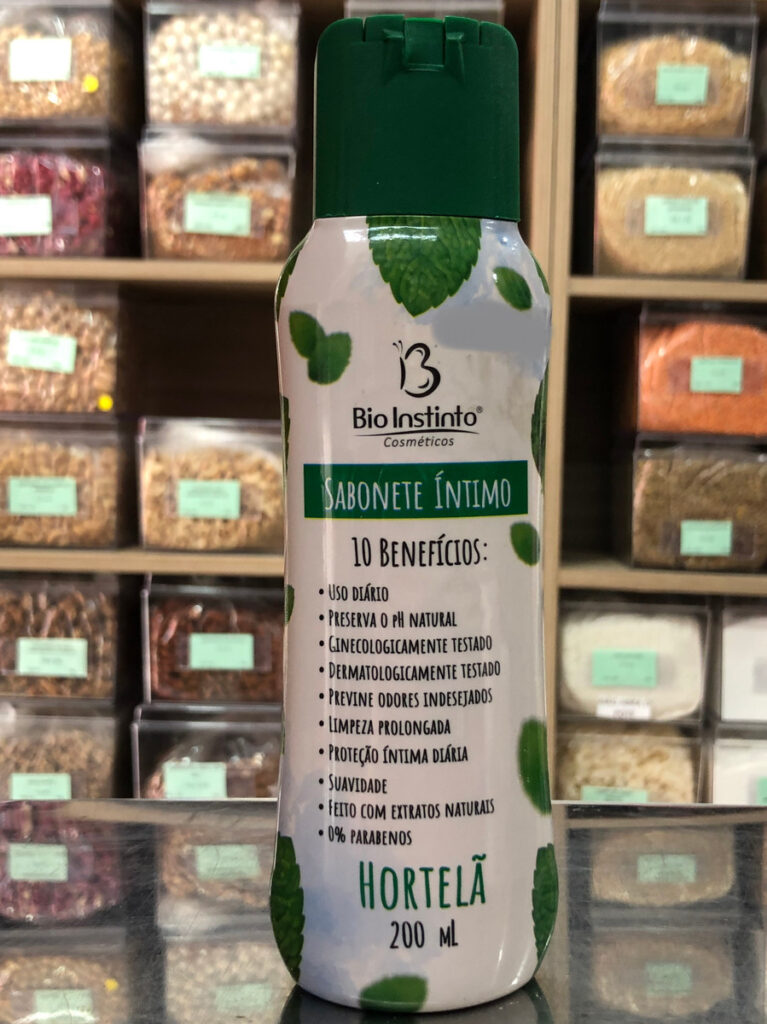 Bio Instinto®
Cosméticos
SABONETE ÍNTIMO
10 BENEFÍCIOS:
• USO DIÁRIO
• PRESERVA O PH NATURAL
• GINECOLOGICAMENTE TESTADO
• DERMATOLOGICAMENTE TESTADO
• PREVINE ODORES INDESEJADOS
• LIMPEZA PROLONGADA
• PROTEÇÃO ÍNTIMA DIÁRIA
• SUAVIDADE
• FEITO COM EXTRATOS NATURAIS
• 0% PARABENOS
HORTELÃ
200 mL